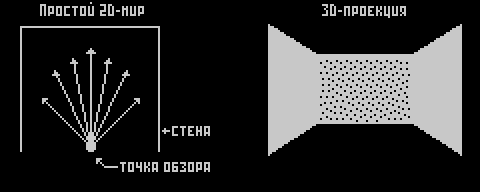 Простой 2D-мир
3D-проекция
стена
точка обзора